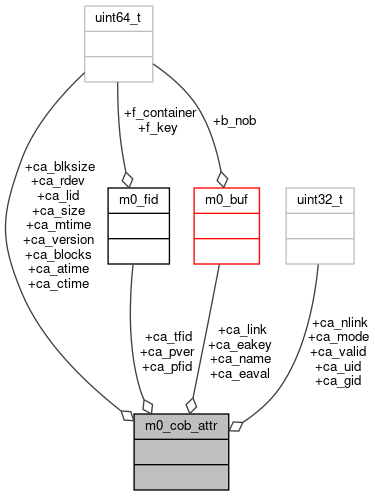 uint64_t
+f_container
+f_key
+b_nob
+ca_blksize
+ca_rdev
+ca_lid
+ca_size
+ca_mtime
+ca_version
+ca_blocks
+ca_atime
+ca_ctime
m0_fid
m0_buf
uint32_t
+ca_tfid
+ca_pver
+ca_pfid
+ca_link
+ca_eakey
+ca_name
+ca_eaval
+ca_nlink
+ca_mode
+ca_valid
+ca_uid
+ca_gid
m0_cob_attr